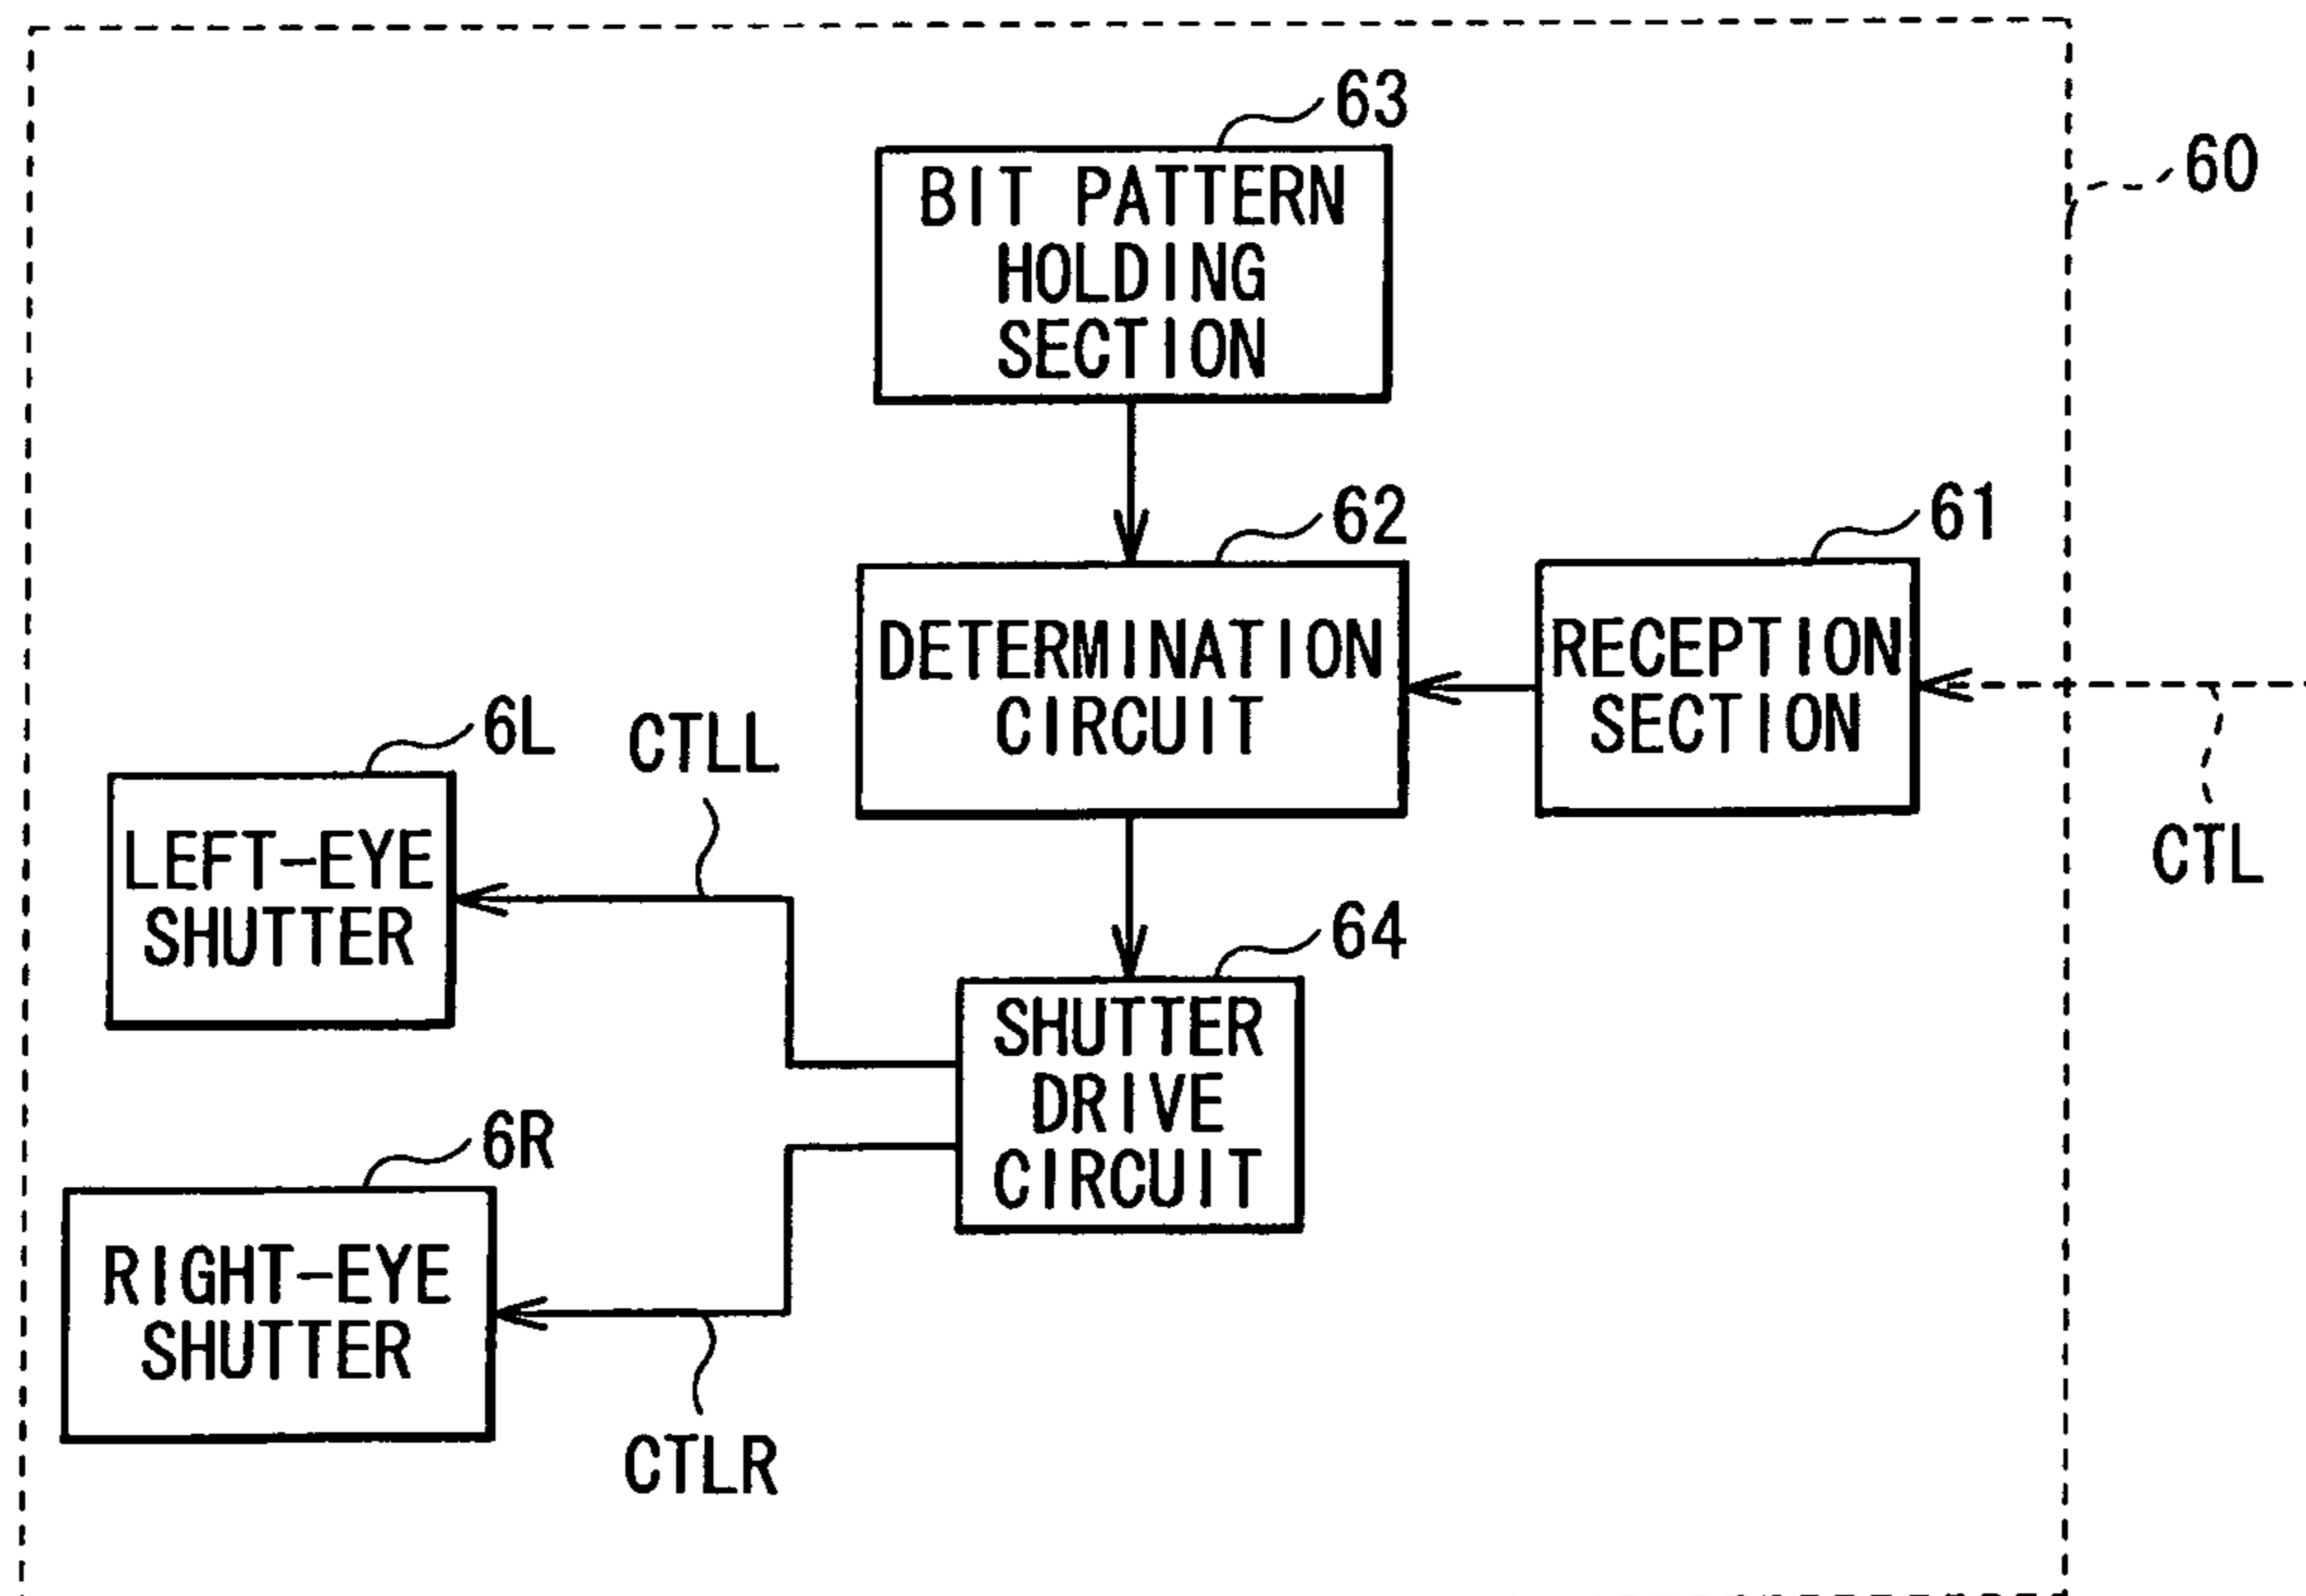 63
BIT PATTERN
HOLDING
SECTION
60
62
DETERMINATION
CIRCUIT
61
RECEPTION
SECTION
CTL
6L
LEFT-EYE
SHUTTER
CTLL
64
SHUTTER
DRIVE
CIRCUIT
6R
RIGHT-EYE
SHUTTER
CTLR